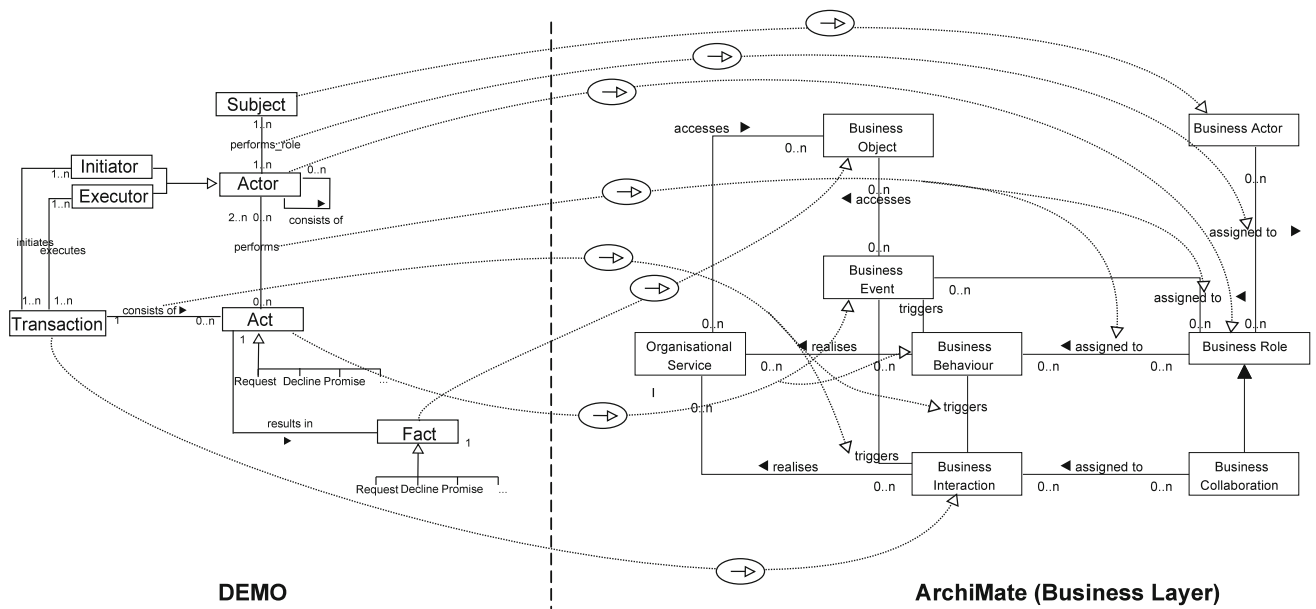 Subject
1..n
performs_role
1..n
0..n
Initiator
1..n
Executor
1..n
Actor
consists of
2..n 0..n
initiates
executes
performs
1..n 1..n
Transaction
1
consists of
0..n
0..n
Act
1
Request Decline Promise ...
results in
Fact
1
Request Decline Promise ...
DEMO
accesses
0..n
Business
Object
Business Actor
0..n
0..n
accesses
assigned to
0..n
Business
Event
0..n
triggers
assigned to
0..n
0..n
0..n
Organisational
Service
realises
0..n
0..n
Business
Behaviour
assigned to
0..n
0..n
Business Role
I
0..n
triggers
triggers
realises
0..n
Business
Interaction
assigned to
0..n
0..n
Business
Collaboration
ArchiMate (Business Layer)